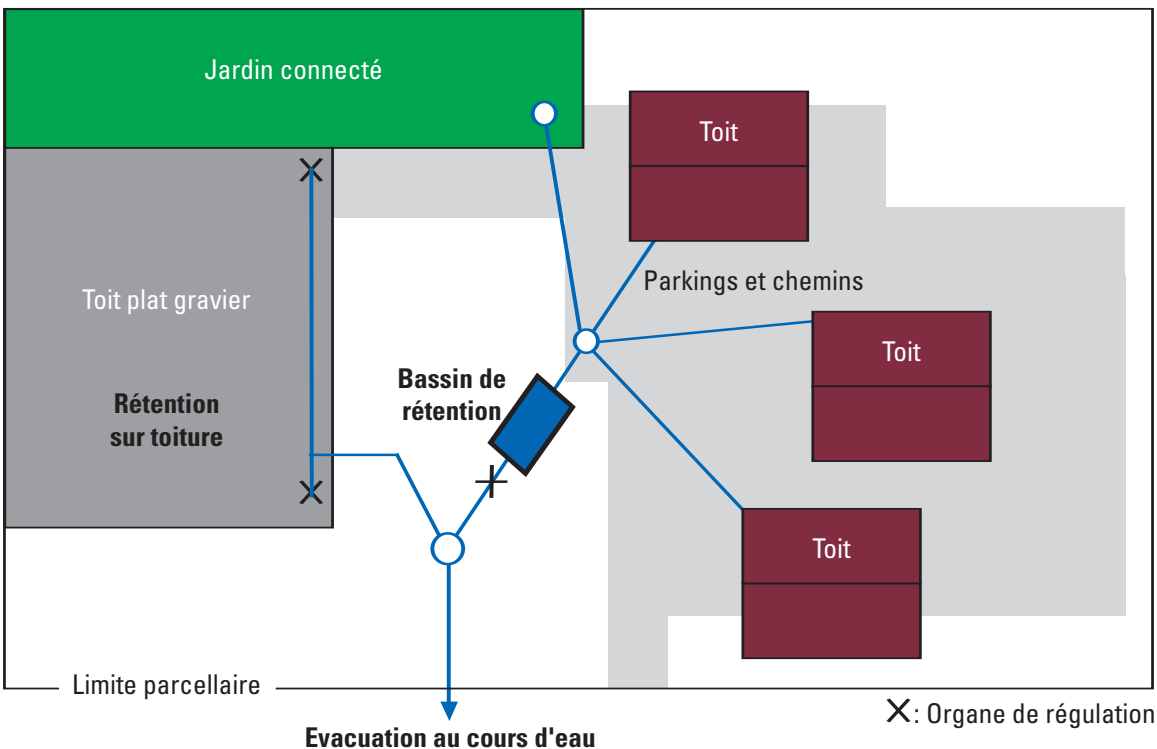 Jardin connecté
Toit
Toit plat gravier
Parkings et chemins
Toit
Bassin de
rétention
Rétention
sur toiture
Toit
Limite parcellaire
X: Organe de régulation
Evacuation au cours d'eau